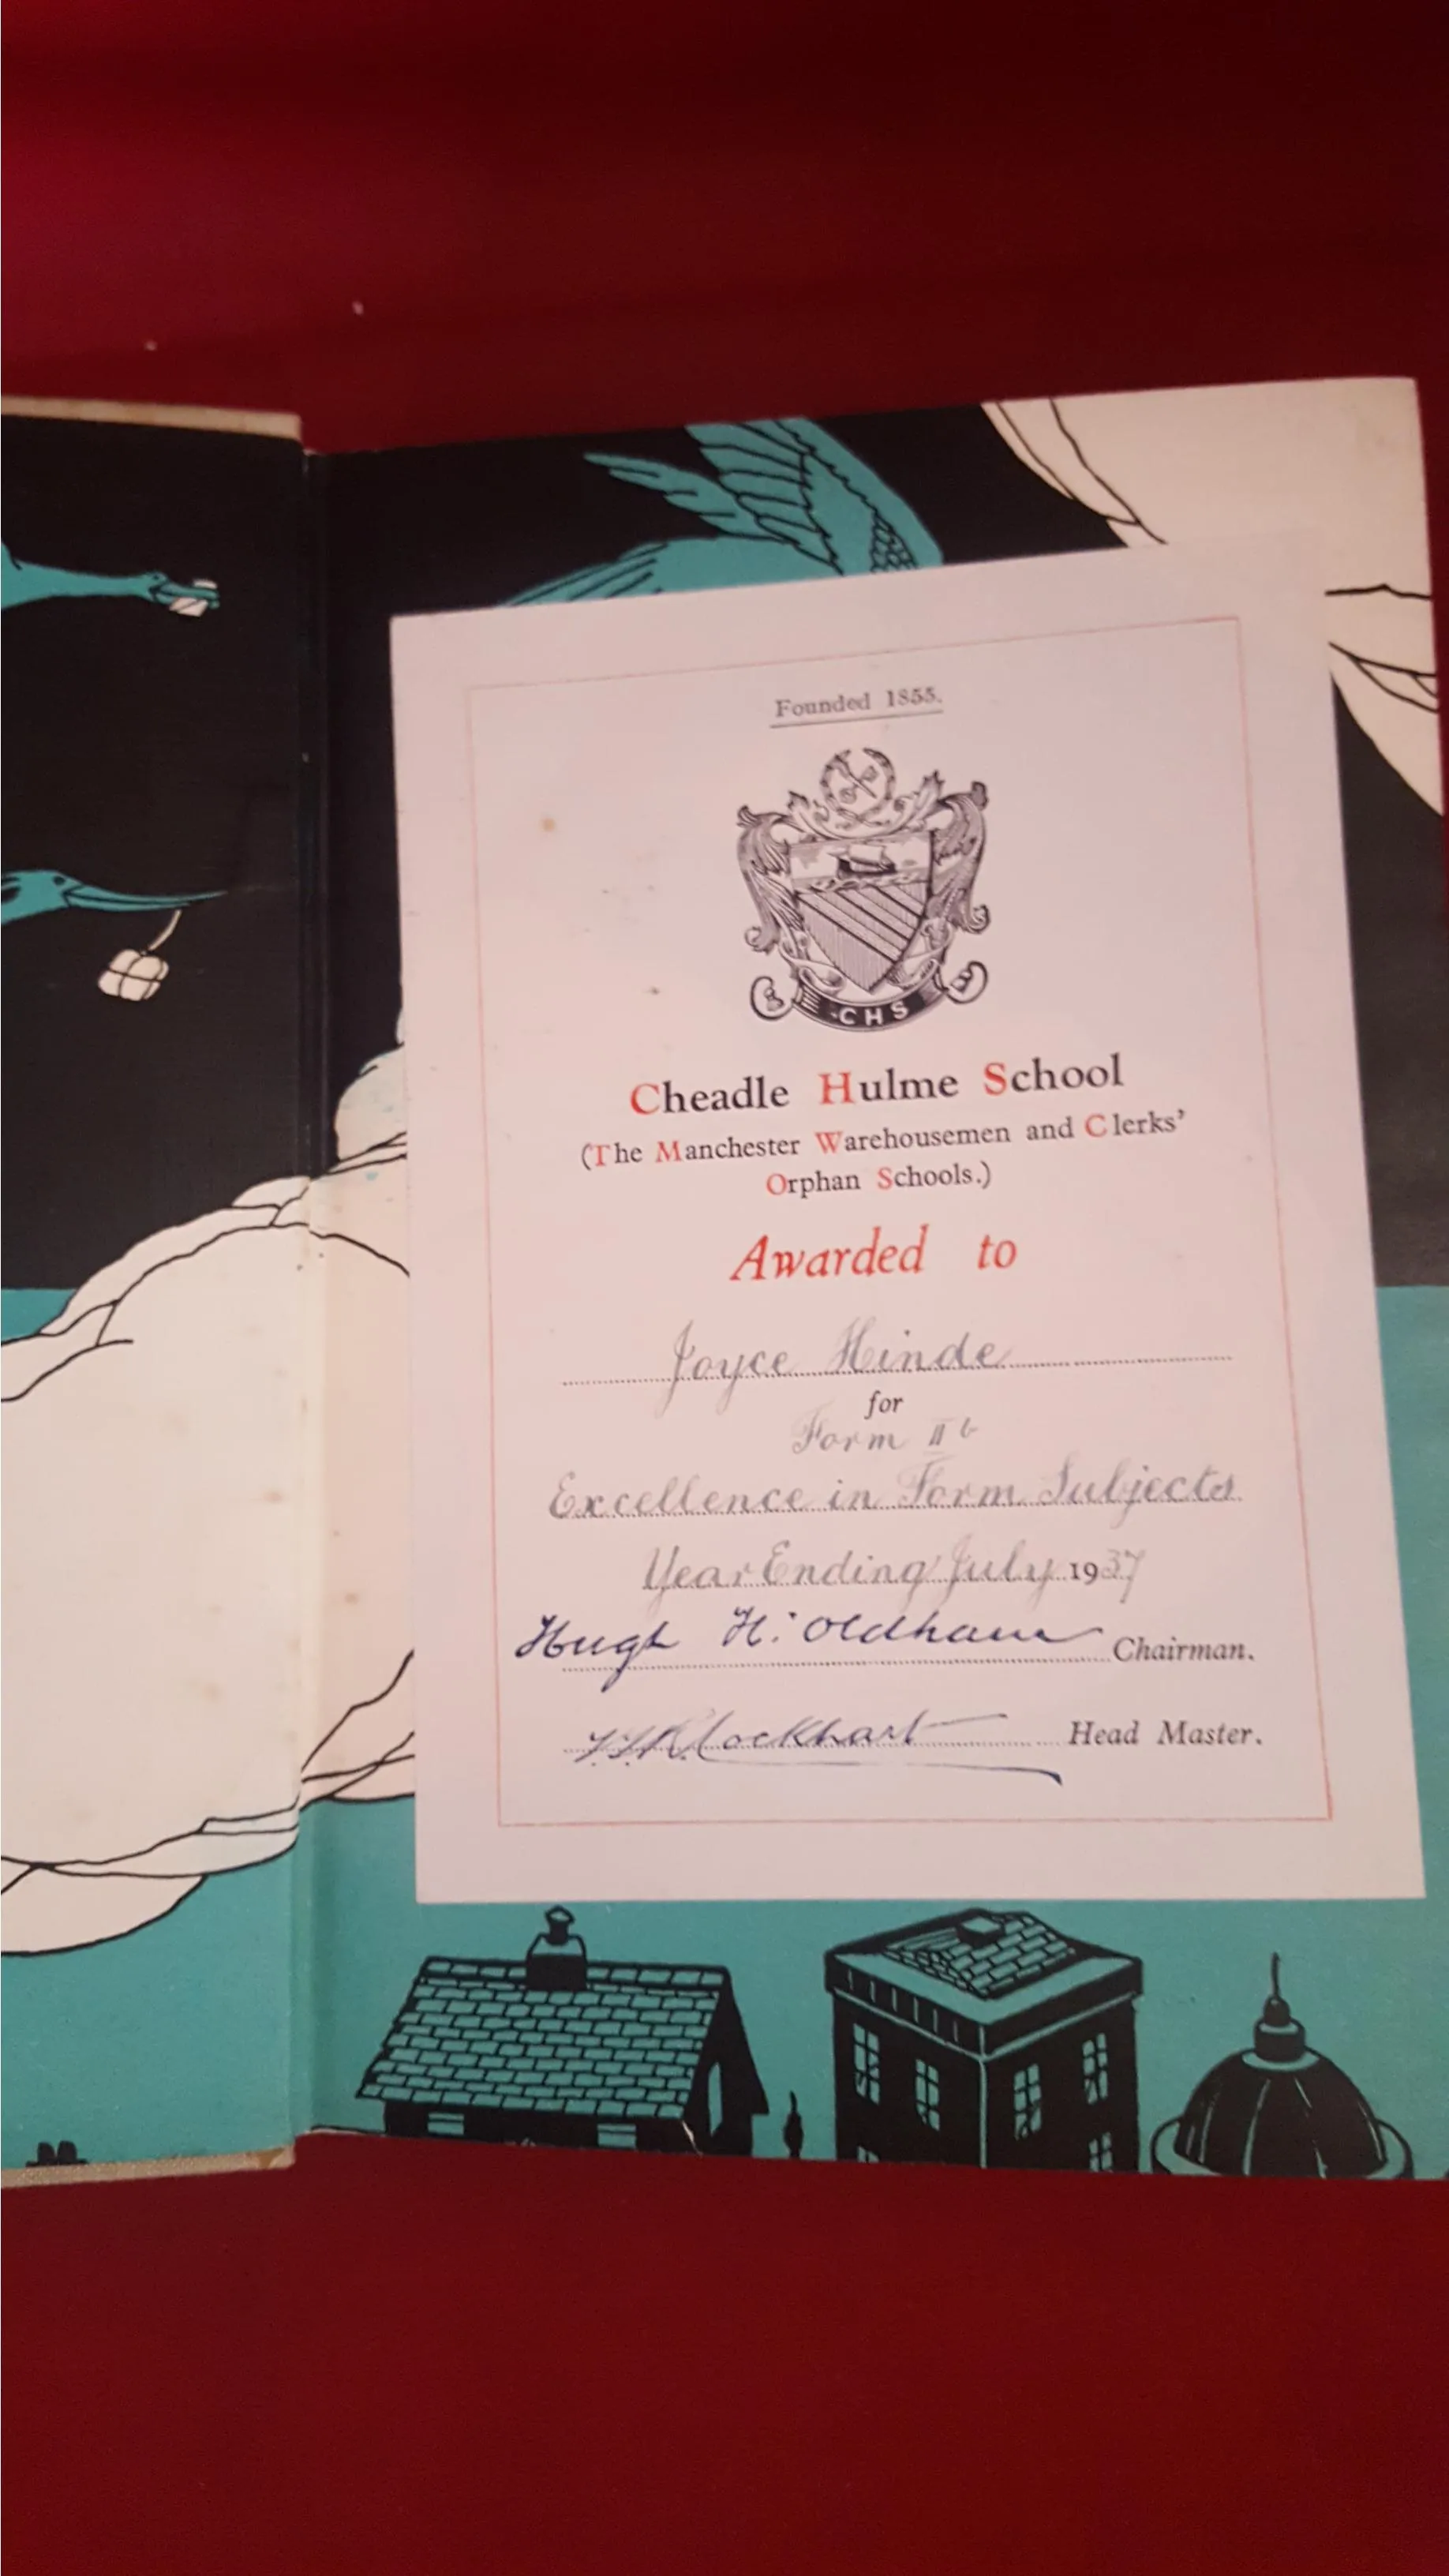 Founded 1855.
CHS
Cheadle Hulme School
(The Manchester Warehousemen and Clerks'
Orphan Schools.)
Awarded to
Joyce Hinde
for
Form II b
Excellence in Form Subjects
Year Ending July 1937
Hugh H. Oldham Chairman.
Lockhart Head Master.